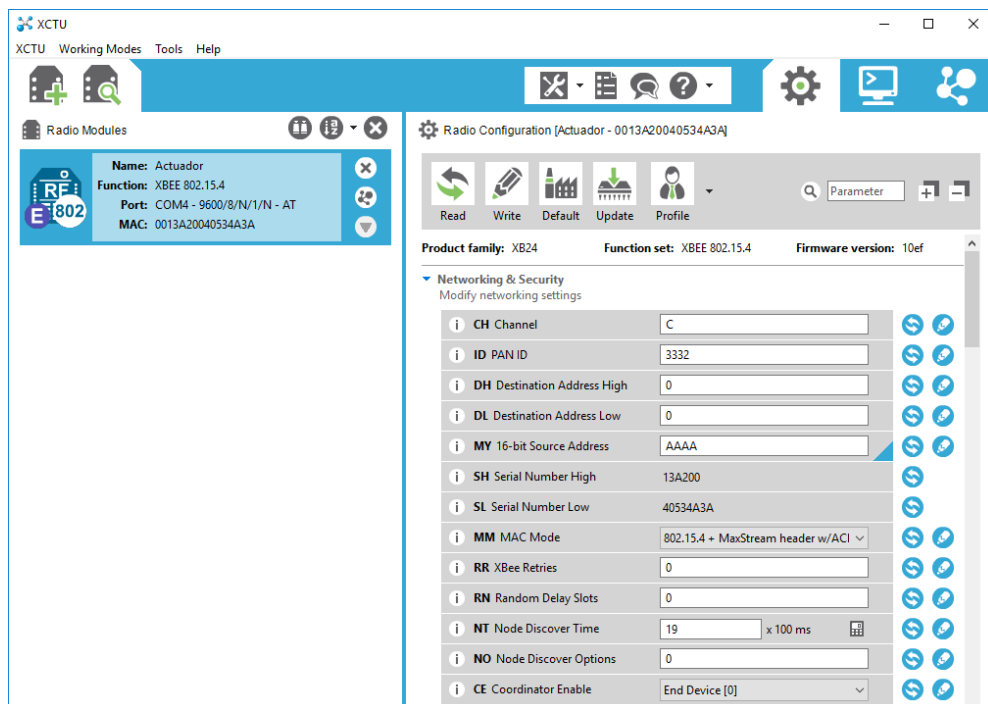 XCTU
XCTU Working Modes Tools Help
Radio Modules
Radio Configuration [Actuador - 0013A20040534A3A]
RF
E
802
Name: Actuador
Function: XBEE 802.15.4
Port: COM4 - 9600/8/N/1/N - AT
MAC: 0013A20040534A3A
Read Write Default Update Profile
Parameter
Product family: XB24 Function set: XBEE 802.15.4 Firmware version: 10ef
Networking & Security
Modify networking settings
i CH Channel C
i ID PAN ID 3332
i DH Destination Address High 0
i DL Destination Address Low 0
i MY 16-bit Source Address AAAA
i SH Serial Number High 13A200
i SL Serial Number Low 40534A3A
i MM MAC Mode 802.15.4 + MaxStream header w/ACI
i RR XBee Retries 0
i RN Random Delay Slots 0
i NT Node Discover Time 19 x 100 ms
i NO Node Discover Options 0
i CE Coordinator Enable End Device [0]